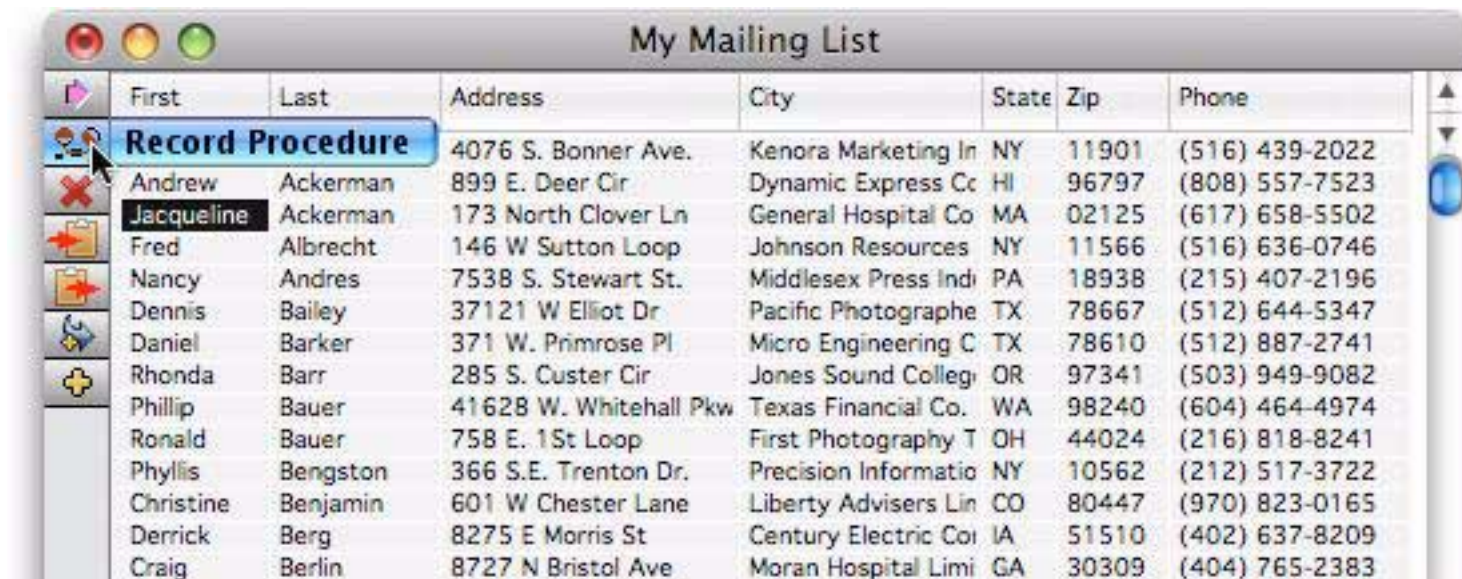 My Mailing List
First Last Address City State Zip Phone
Record Procedure 4076 S. Bonner Ave. Kenora Marketing In NY 11901 (516) 439-2022
Andrew Ackerman 899 E. Deer Cir Dynamic Express Co HI 96797 (808) 557-7523
Jacqueline Ackerman 173 North Clover Ln General Hospital Co MA 02125 (617) 658-5502
Fred Albrecht 146 W Sutton Loop Johnson Resources NY 11566 (516) 636-0746
Nancy Andres 7538 S. Stewart St. Middlesex Press Ind PA 18938 (215) 407-2196
Dennis Bailey 37121 W Elliot Dr Pacific Photographe TX 78667 (512) 644-5347
Daniel Barker 371 W. Primrose Pl Micro Engineering C TX 78610 (512) 887-2741
Rhonda Barr 285 S. Custer Cir Jones Sound Colleg OR 97341 (503) 949-9082
Phillip Bauer 41628 W. Whitehall Pkw Texas Financial Co. WA 98240 (604) 464-4974
Ronald Bauer 758 E. 1St Loop First Photography T OH 44024 (216) 818-8241
Phyllis Bengston 366 S.E. Trenton Dr. Precision Informatio NY 10562 (212) 517-3722
Christine Benjamin 601 W Chester Lane Liberty Advisers Lin CO 80447 (970) 823-0165
Derrick Berg 8275 E Morris St Century Electric Co IA 51510 (402) 637-8209
Craig Berlin 8727 N Bristol Ave Moran Hospital Limi GA 30309 (404) 765-2383